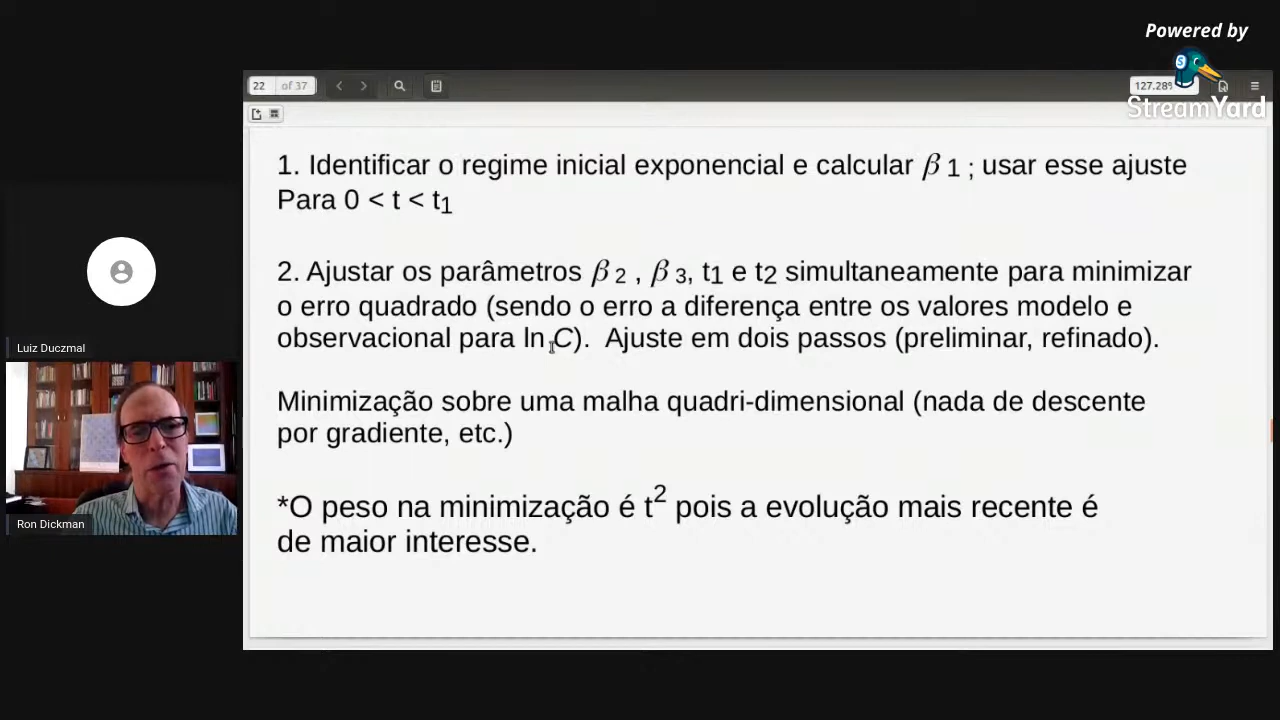 Powered by
StreamYard
22 of 37
127.28%
1. Identificar o regime inicial exponencial e calcular β 1 ; usar esse ajuste
Para 0 < t < t1
2. Ajustar os parâmetros β 2 , β 3, t1 e t2 simultaneamente para minimizar
o erro quadrado (sendo o erro a diferença entre os valores modelo e
observacional para ln C). Ajuste em dois passos (preliminar, refinado).
Minimização sobre uma malha quadri-dimensional (nada de descente
por gradiente, etc.)
*O peso na minimização é t2 pois a evolução mais recente é
de maior interesse.
Luiz Duczmal
Ron Dickman